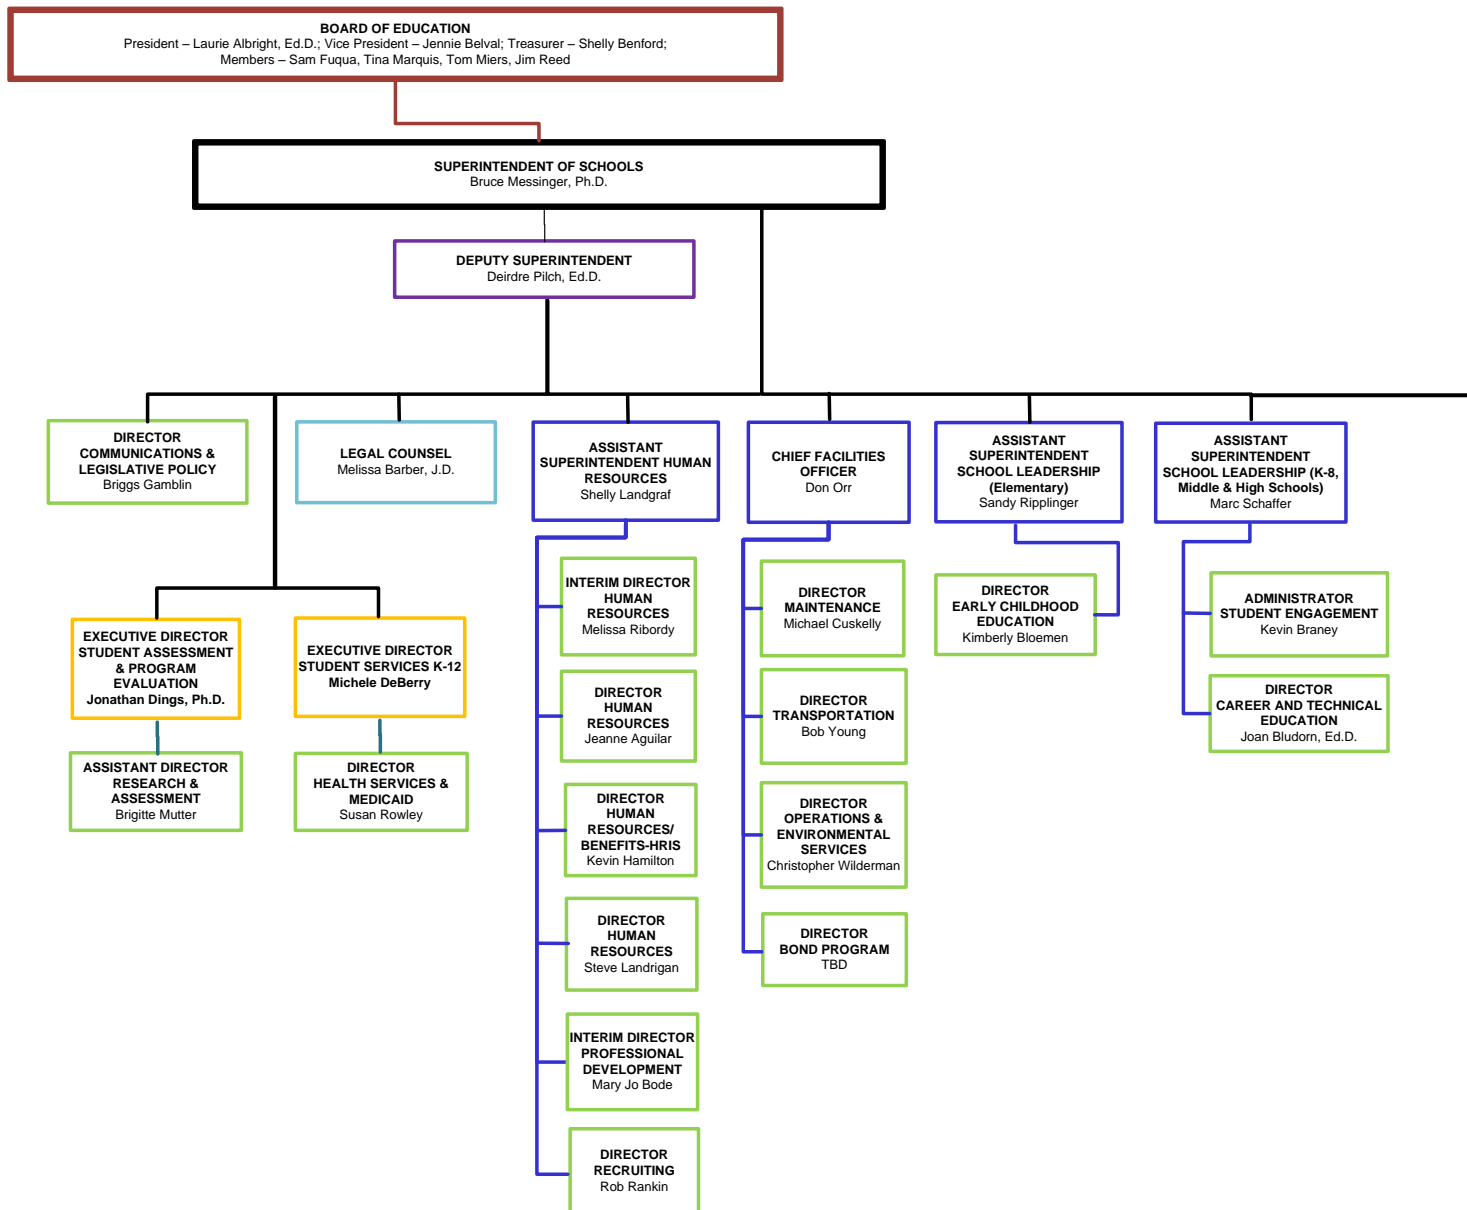 BOARD OF EDUCATION
President – Laurie Albright, Ed.D.; Vice President – Jennie Belval; Treasurer – Shelly Benford;
Members – Sam Fuqua, Tina Marquis, Tom Miers, Jim Reed
SUPERINTENDENT OF SCHOOLS
Bruce Messinger, Ph.D.
DEPUTY SUPERINTENDENT
Deirdre Pilch, Ed.D.
DIRECTOR
COMMUNICATIONS &
LEGISLATIVE POLICY
Briggs Gamblin
LEGAL COUNSEL
Melissa Barber, J.D.
ASSISTANT
SUPERINTENDENT HUMAN
RESOURCES
Shelly Landgraf
CHIEF FACILITIES
OFFICER
Don Orr
ASSISTANT
SUPERINTENDENT
SCHOOL LEADERSHIP
(Elementary)
Sandy Ripplinger
ASSISTANT
SUPERINTENDENT
SCHOOL LEADERSHIP (K-8,
Middle & High Schools)
Marc Schaffer
EXECUTIVE DIRECTOR
STUDENT ASSESSMENT
& PROGRAM
EVALUATION
Jonathan Dings, Ph.D.
EXECUTIVE DIRECTOR
STUDENT SERVICES K-12
Michele DeBerry
ASSISTANT DIRECTOR
RESEARCH &
ASSESSMENT
Brigitte Mutter
DIRECTOR
HEALTH SERVICES &
MEDICAID
Susan Rowley
INTERIM DIRECTOR
HUMAN
RESOURCES
Melissa Ribordy
DIRECTOR
HUMAN
RESOURCES
Jeanne Aguilar
DIRECTOR
HUMAN
RESOURCES/
BENEFITS-HRIS
Kevin Hamilton
DIRECTOR
HUMAN
RESOURCES
Steve Landrigan
INTERIM DIRECTOR
PROFESSIONAL
DEVELOPMENT
Mary Jo Bode
DIRECTOR
RECRUITING
Rob Rankin
DIRECTOR
MAINTENANCE
Michael Cuskelly
DIRECTOR
TRANSPORTATION
Bob Young
DIRECTOR
OPERATIONS &
ENVIRONMENTAL
SERVICES
Christopher Wilderman
DIRECTOR
BOND PROGRAM
TBD
DIRECTOR
EARLY CHILDHOOD
EDUCATION
Kimberly Bloemen
ADMINISTRATOR
STUDENT ENGAGEMENT
Kevin Braney
DIRECTOR
CAREER AND TECHNICAL
EDUCATION
Joan Bludorn, Ed.D.